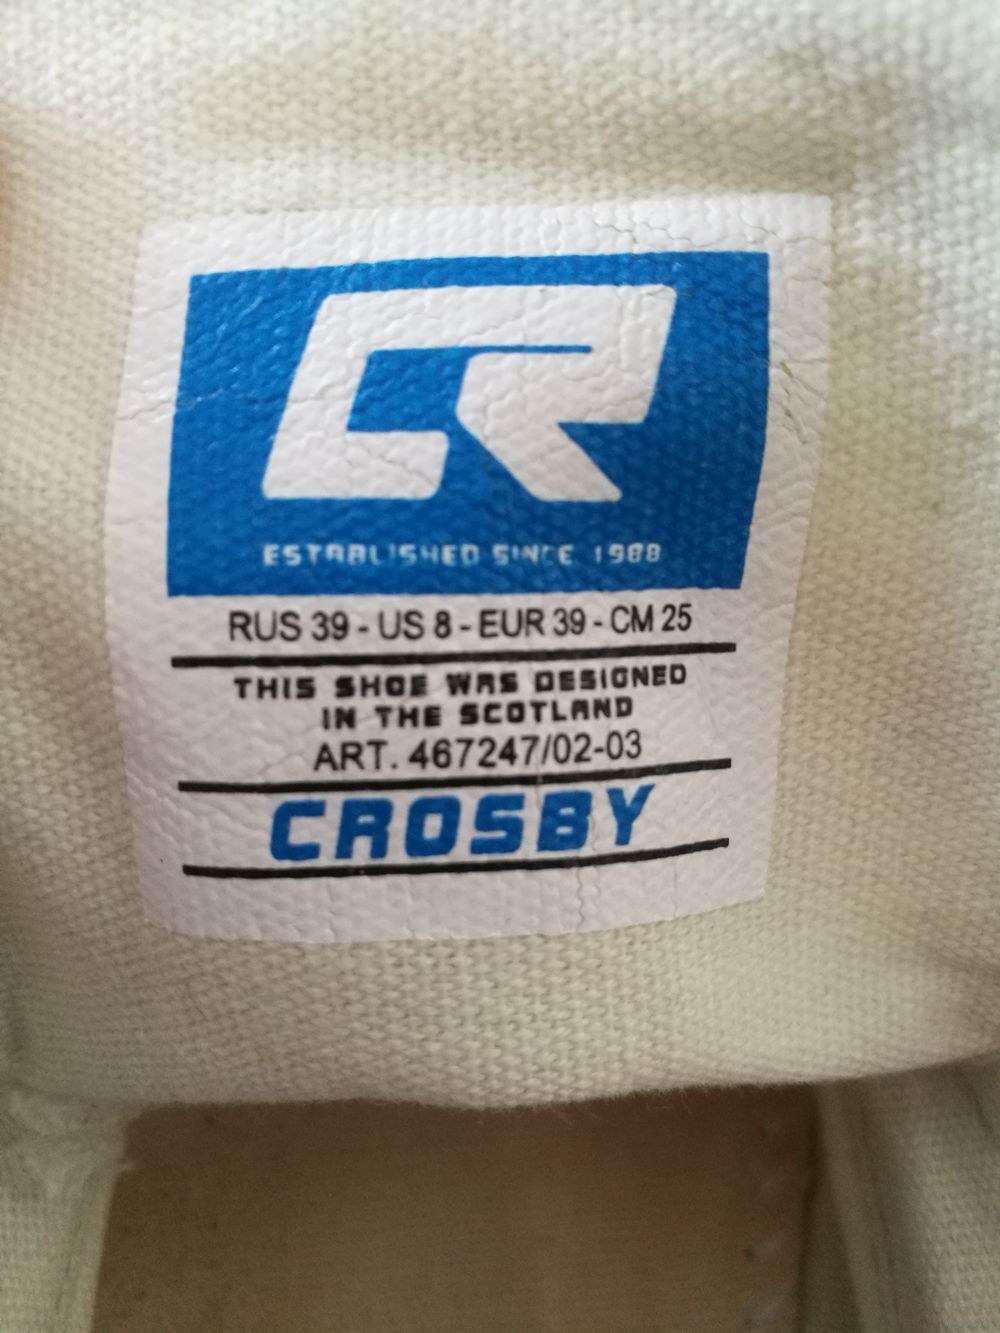 CR
ESTABLISHED SINCE 1988
RUS 39 - US 8 - EUR 39 - CM 25
THIS SHOE WAS DESIGNED
IN THE SCOTLAND
ART. 467247/02-03
CROSBY